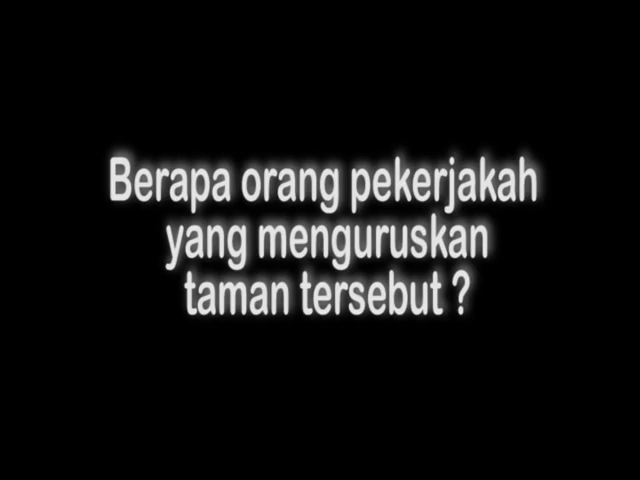 Berapa orang pekerjakah
yang menguruskan
taman tersebut ?